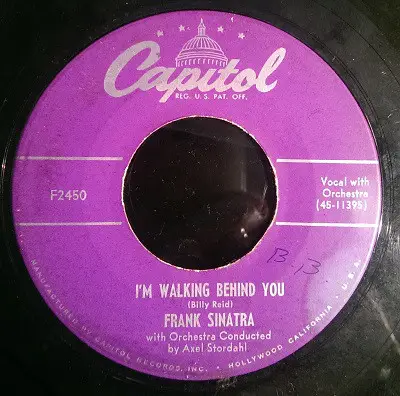 Capitol
REG. U. S. PAT. OFF.
F2450
Vocal with
Orchestra
(45-11395)
B.B.
I'M WALKING BEHIND YOU
(Billy Reid)
FRANK SINATRA
with Orchestra Conducted
by Axel Stordahl
MANUFACTURED BY CAPITOL RECORDS, INC. • HOLLYWOOD, CALIFORNIA • U.S.A.